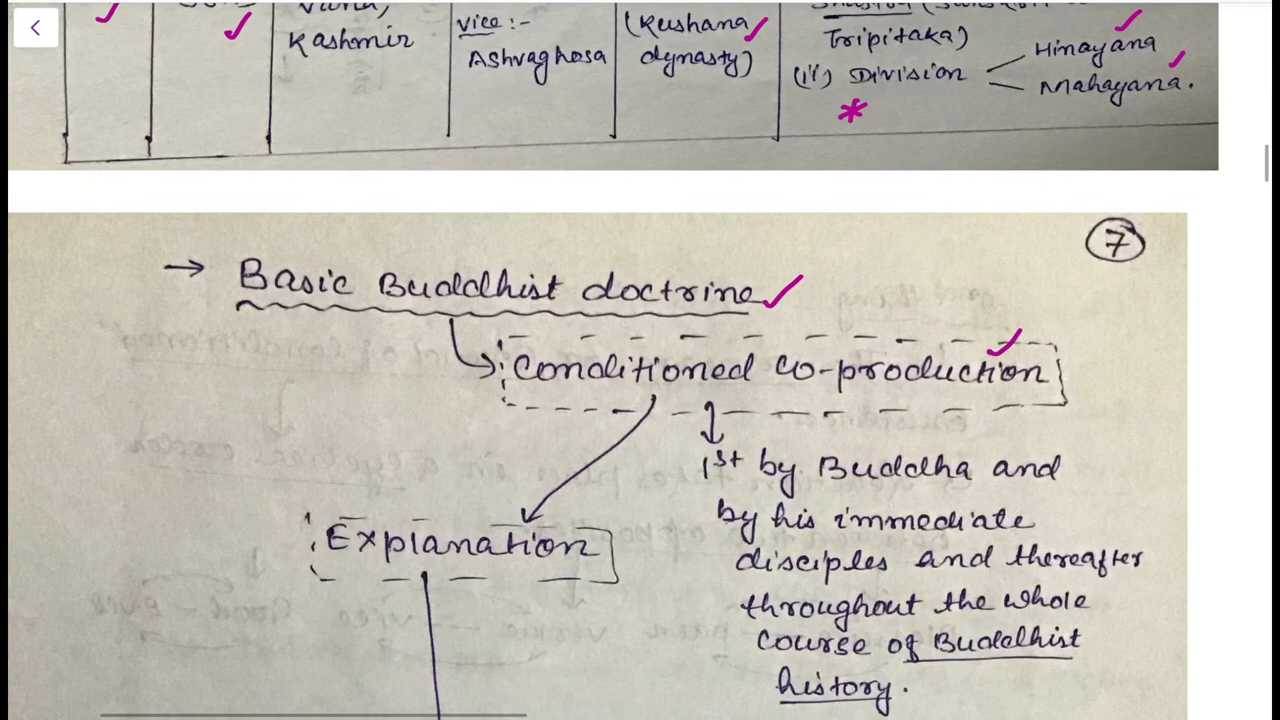 Kashmir
vice :-
Ashvaghosa
(Kushana
dynasty)
Tripitaka)
(ii) Division
Hinayana
Mahayana.
7
→ Basic Buddhist doctrine
Conditioned co-production
1st by Buddha and
by his immediate
disciples and thereafter
throughout the whole
course of Buddhist
history.
Explanation